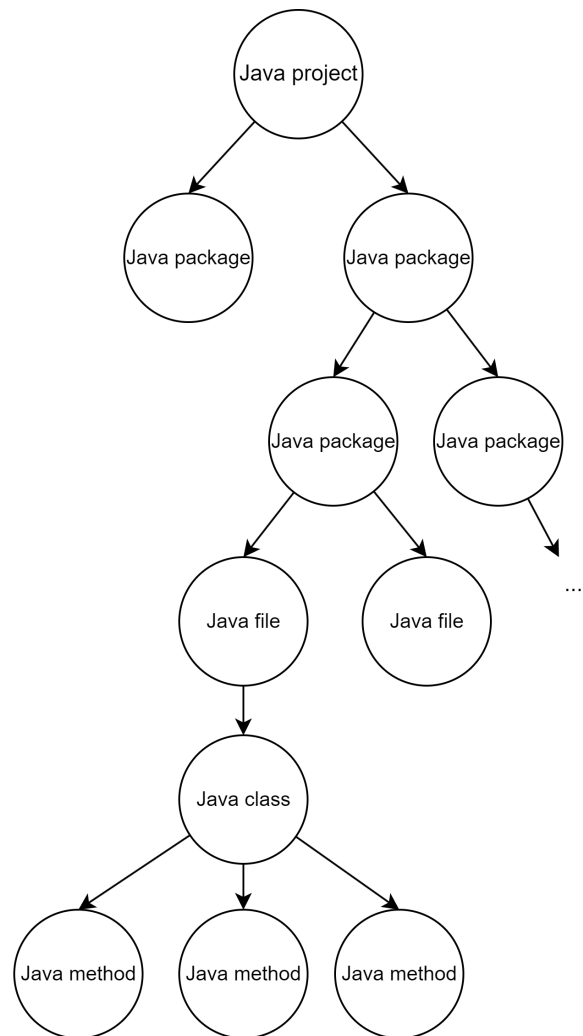 Java project
Java package
Java package
Java package
Java package
...
Java file
Java file
Java class
Java method
Java method
Java method